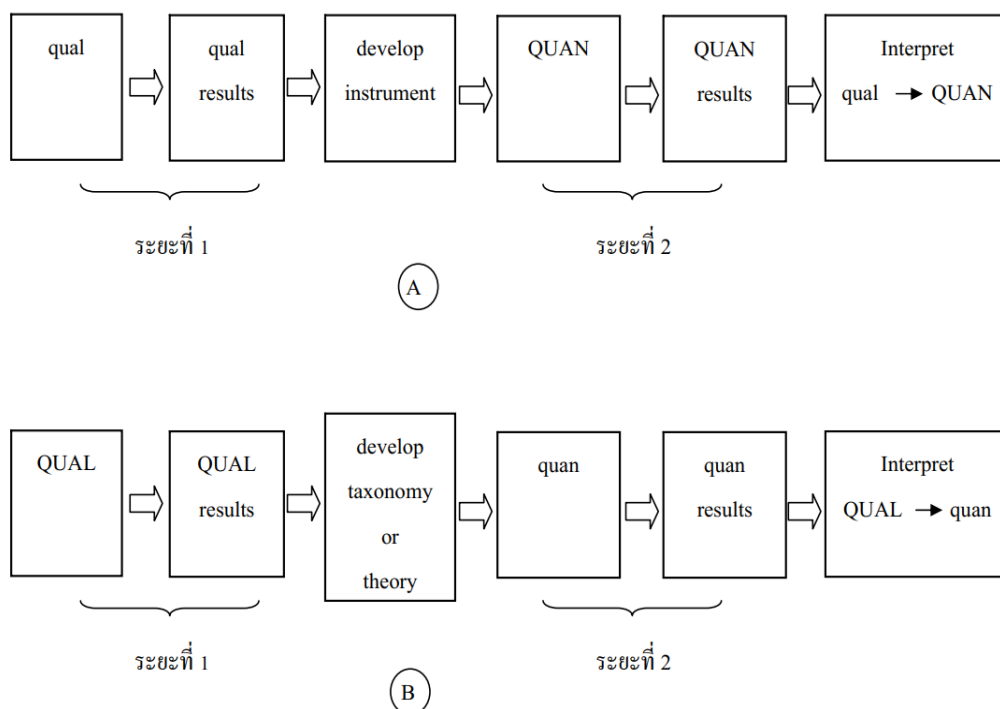 qual
qual
results
develop
instrument
QUAN
QUAN
results
Interpret
qual → QUAN
ระยะที่ 1
ระยะที่ 2
A
QUAL
QUAL
results
develop
taxonomy
or
theory
quan
quan
results
Interpret
QUAL → quan
ระยะที่ 1
ระยะที่ 2
B